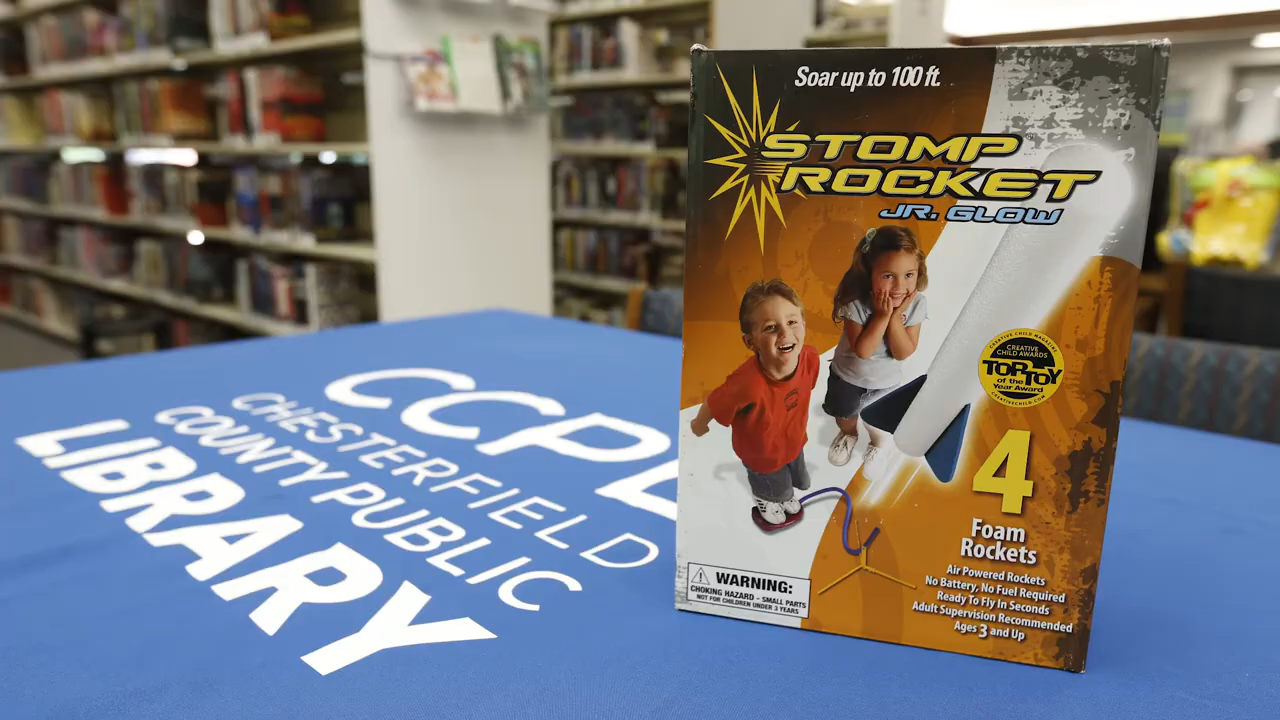 CCPL
CHESTERFIELD
COUNTY PUBLIC
LIBRARY
Soar up to 100 ft.
STOMP
ROCKET
JR. GLOW
CREATIVE CHILD MAGAZINE
CREATIVE
CHILD AWARDS
TOP TOY
of the
Year Award
CREATIVECHILD.COM
4
Foam
Rockets
Air Powered Rockets
No Battery, No Fuel Required
Ready To Fly In Seconds
Adult Supervision Recommended
Ages 3 and Up
WARNING:
CHOKING HAZARD - SMALL PARTS
NOT FOR CHILDREN UNDER 3 YEARS